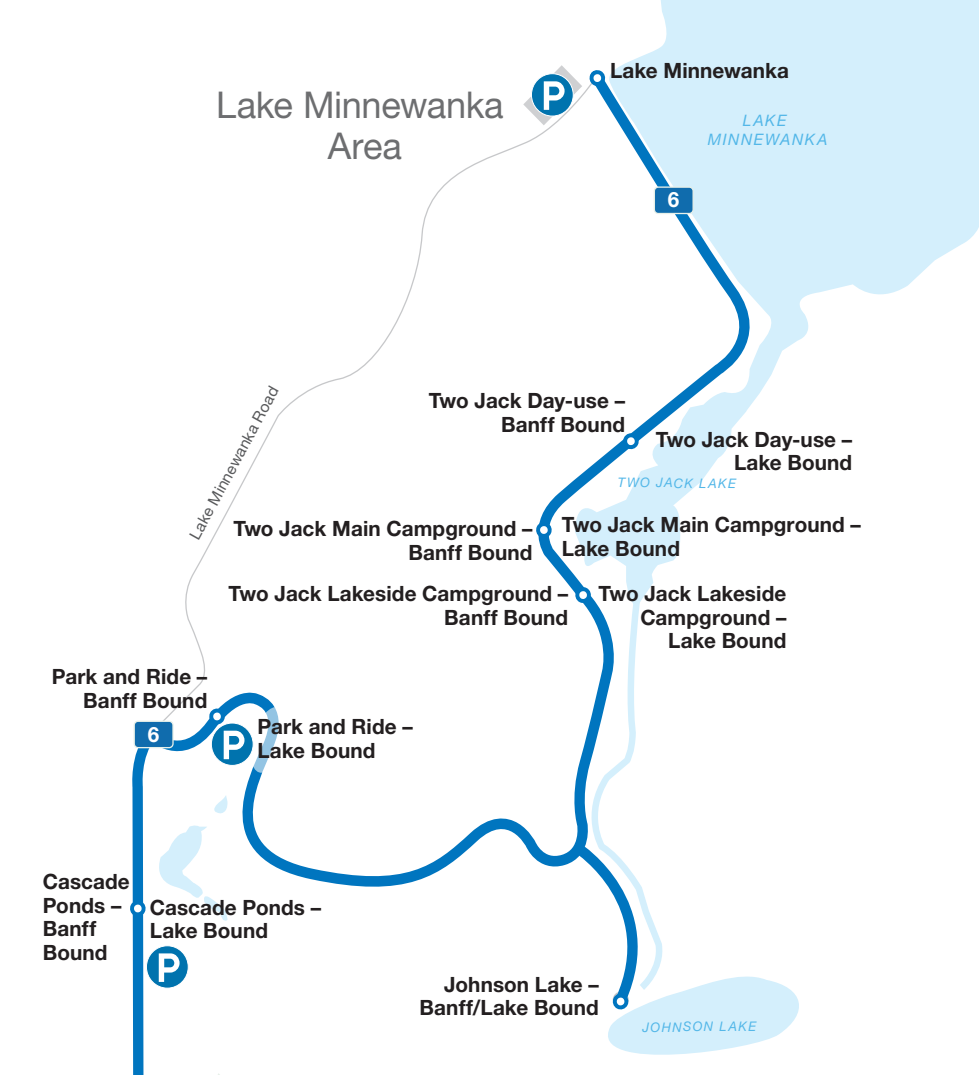 Lake Minnewanka
P
Lake Minnewanka
Area
LAKE
MINNEWANKA
6
Lake Minnewanka Road
Two Jack Day-use –
Banff Bound
Two Jack Day-use –
Lake Bound
TWO JACK LAKE
Two Jack Main Campground –
Banff Bound
Two Jack Main Campground –
Lake Bound
Two Jack Lakeside Campground –
Banff Bound
Two Jack Lakeside
Campground –
Lake Bound
Park and Ride –
Banff Bound
6
P
Park and Ride –
Lake Bound
Cascade
Ponds –
Banff
Bound
Cascade Ponds –
Lake Bound
P
Johnson Lake –
Banff/Lake Bound
JOHNSON LAKE